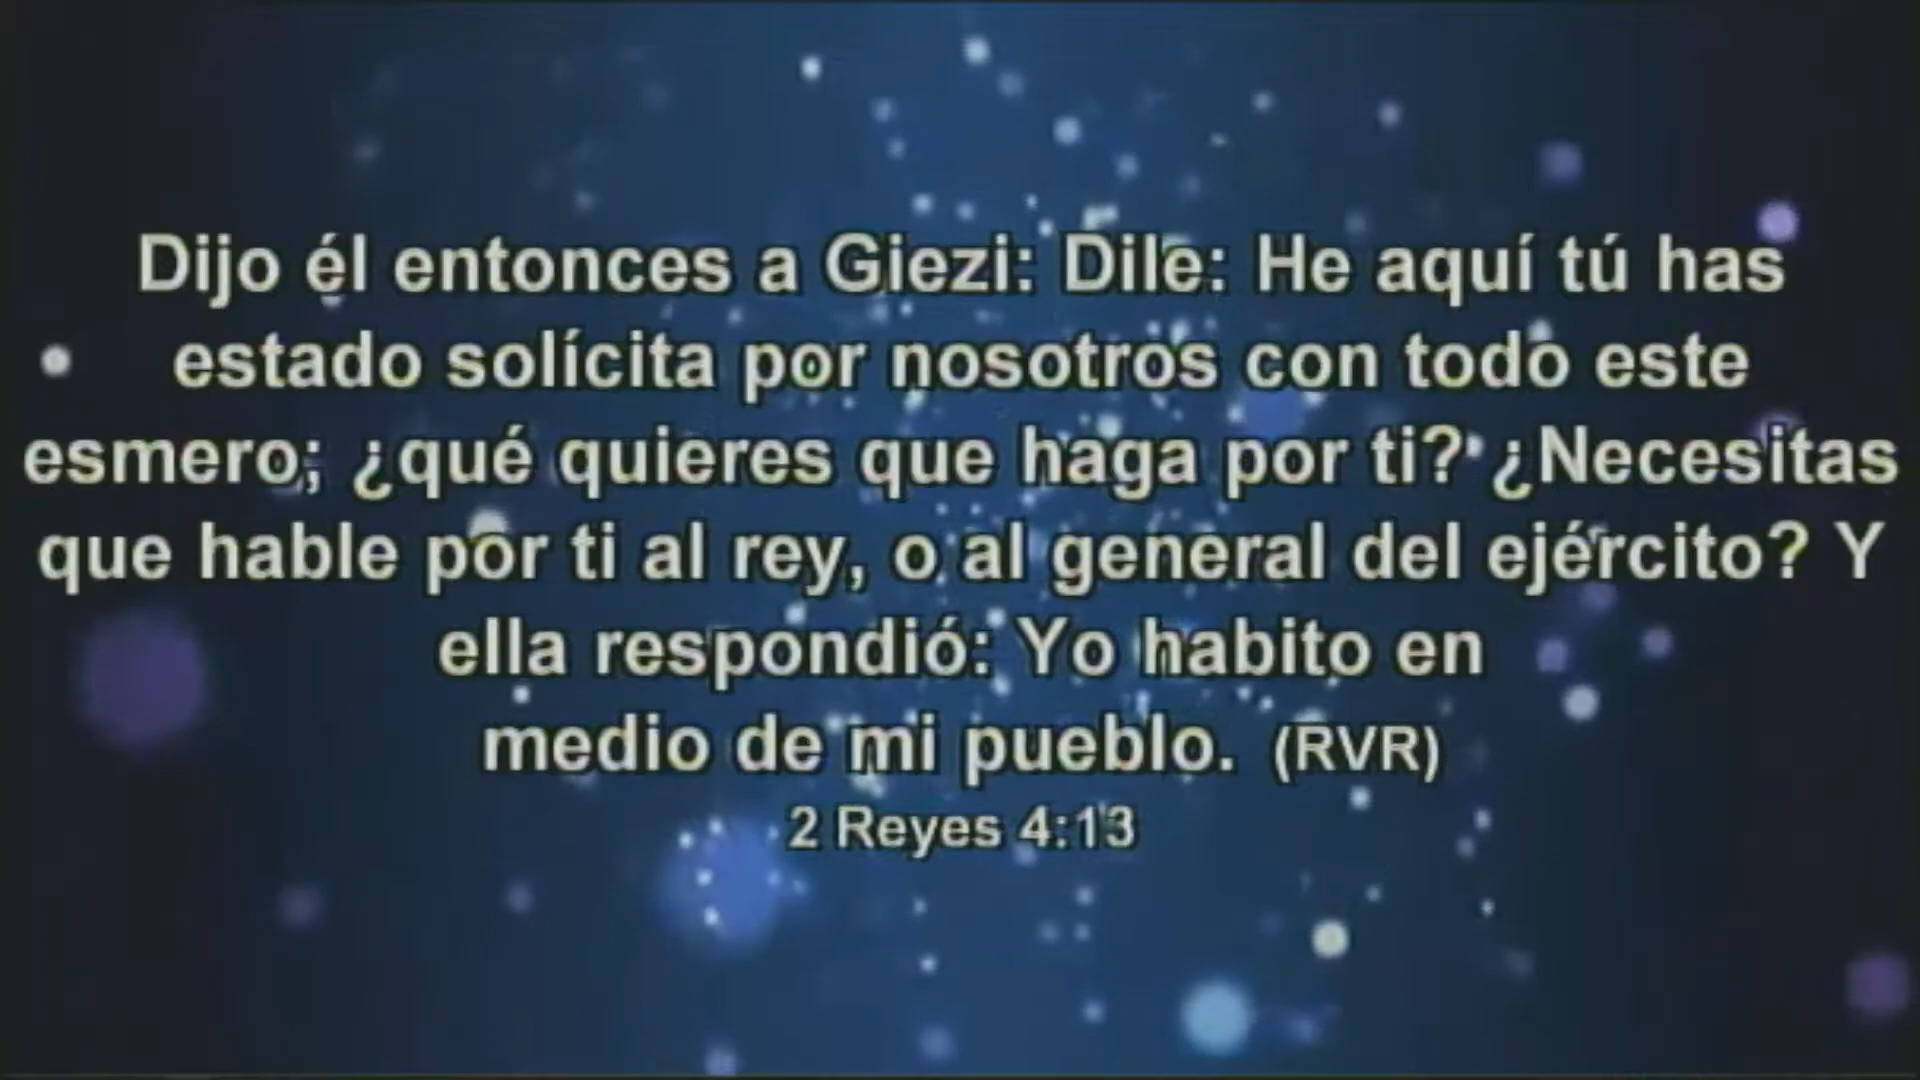 Dijo él entonces a Giezi: Dile: He aquí tú has
estado solícita por nosotros con todo este
esmero; ¿qué quieres que haga por ti? ¿Necesitas
que hable por ti al rey, o al general del ejército? Y
ella respondió: Yo habito en
medio de mi pueblo. (RVR)
2 Reyes 4:13